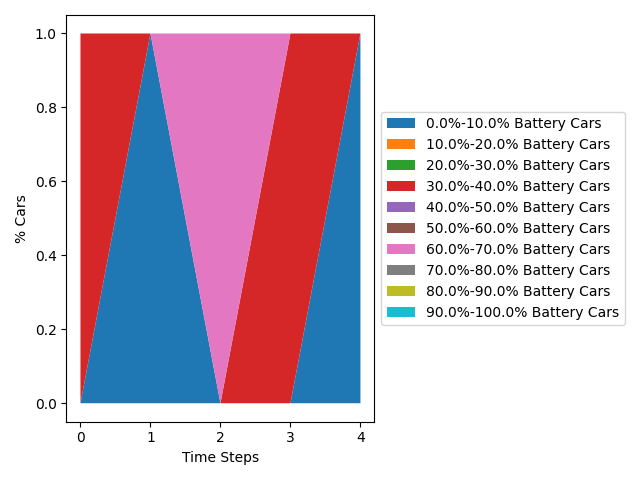 1.0
0.8
0.6
0.4
0.2
0.0
% Cars
0 1 2 3 4
Time Steps
0.0%-10.0% Battery Cars
10.0%-20.0% Battery Cars
20.0%-30.0% Battery Cars
30.0%-40.0% Battery Cars
40.0%-50.0% Battery Cars
50.0%-60.0% Battery Cars
60.0%-70.0% Battery Cars
70.0%-80.0% Battery Cars
80.0%-90.0% Battery Cars
90.0%-100.0% Battery Cars